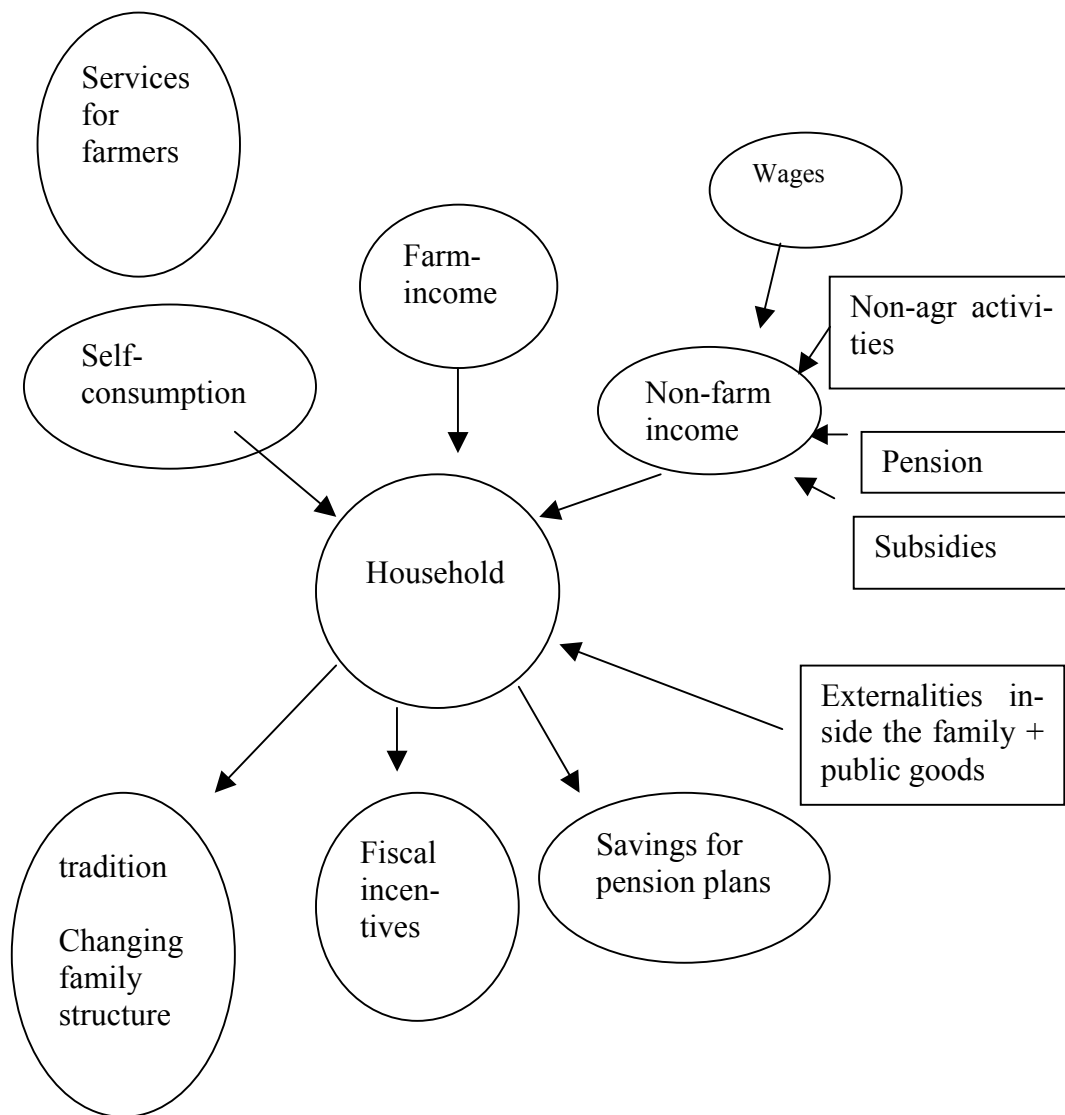 Services
for
farmers
Wages
Farm-
income
Non-agr activi-
ties
Self-
consumption
Non-farm
income
Pension
Subsidies
Household
Externalities in-
side the family +
public goods
tradition
Changing
family
structure
Fiscal
incen-
tives
Savings for
pension plans